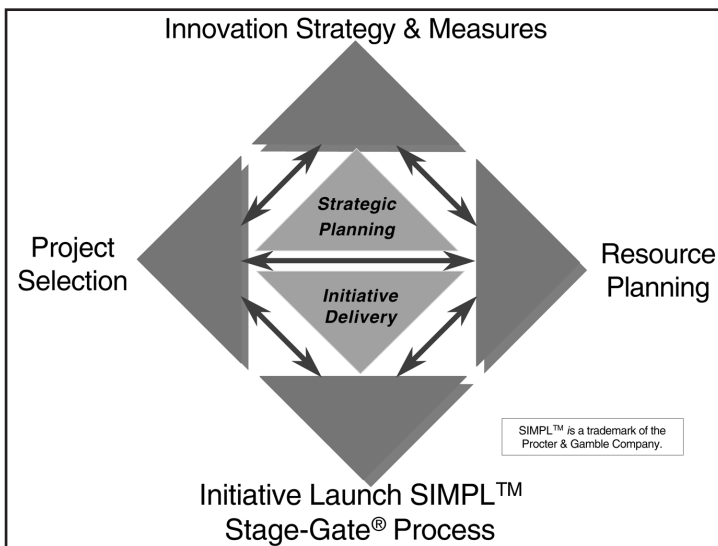 Innovation Strategy & Measures
Strategic
Planning
Project
Selection
Resource
Planning
Initiative
Delivery
SIMPL™ is a trademark of the
Procter & Gamble Company.
Initiative Launch SIMPL™
Stage-Gate® Process